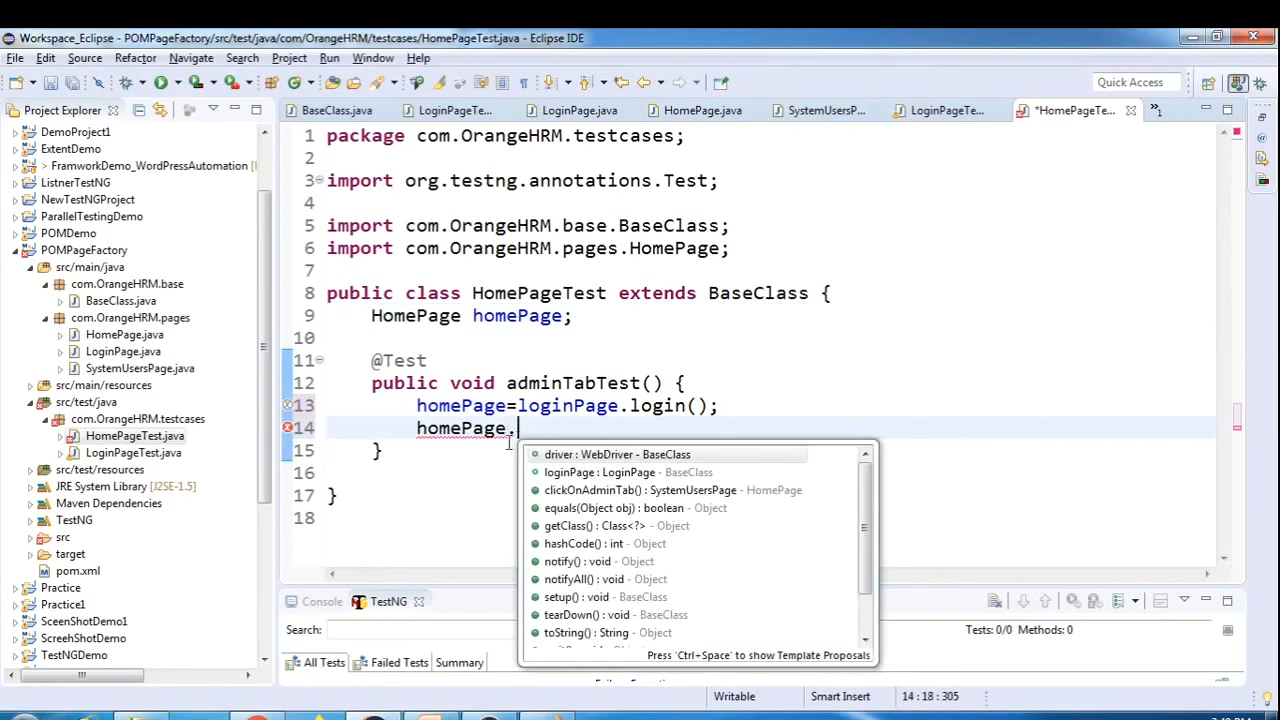 Workspace_Eclipse - POMPageFactory/src/test/java/com/OrangeHRM/testcases/HomePageTest.java - Eclipse IDE
File Edit Source Refactor Navigate Search Project Run Window Help
Quick Access
Project Explorer
BaseClass.java LoginPageTe... LoginPage.java HomePage.java SystemUsersP... LoginPageTe... *HomePageTe... »1
DemoProject1
ExtentDemo
> FramworkDemo_WordPressAutomation [
ListnerTestNG
NewTestNGProject
ParallelTestingDemo
POMDemo
POMPageFactory
src/main/java
com.OrangeHRM.base
BaseClass.java
com.OrangeHRM.pages
HomePage.java
LoginPage.java
SystemUsersPage.java
src/main/resources
src/test/java
com.OrangeHRM.testcases
HomePageTest.java
LoginPageTest.java
src/test/resources
JRE System Library [J2SE-1.5]
Maven Dependencies
TestNG
src
target
pom.xml
Practice
Practice1
SceenShotDemo1
ScreehShotDemo
TestNGDemo
1 package com.OrangeHRM.testcases;
2
3 import org.testng.annotations.Test;
4
5 import com.OrangeHRM.base.BaseClass;
6 import com.OrangeHRM.pages.HomePage;
7
8 public class HomePageTest extends BaseClass {
9 HomePage homePage;
10
11 @Test
12 public void adminTabTest() {
13 homePage=loginPage.login();
14 homePage.
15 }
16
17 }
18
driver : WebDriver - BaseClass
loginPage : LoginPage - BaseClass
clickOnAdminTab() : SystemUsersPage - HomePage
equals(Object obj) : boolean - Object
getClass() : Class<?> - Object
hashCode() : int - Object
notify() : void - Object
notifyAll() : void - Object
setup() : void - BaseClass
tearDown() : void - BaseClass
toString() : String - Object
Press 'Ctrl+Space' to show Template Proposals
Console TestNG
Search:
Tests: 0/0 Methods: 0
All Tests Failed Tests Summary
Writable Smart Insert 14 : 18 : 305